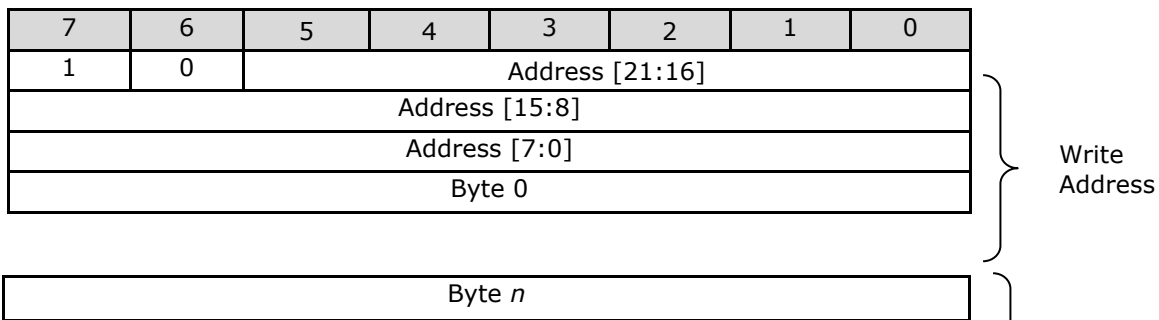 7 6 5 4 3 2 1 0
1 0 Address [21:16]
Address [15:8]
Address [7:0]
Byte 0
Write
Address
Byte n